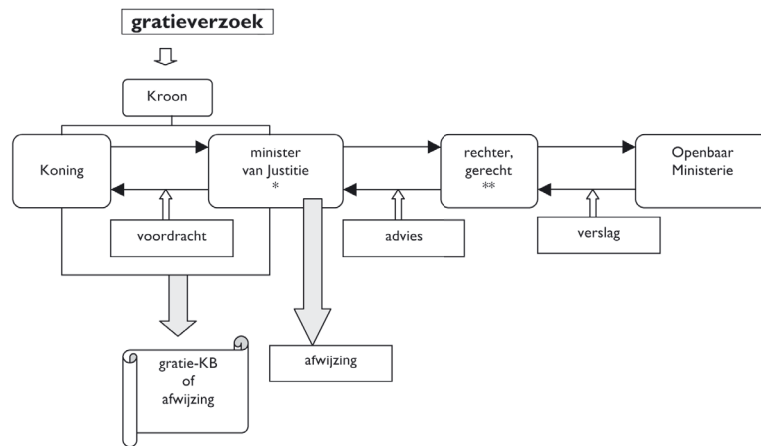 gratieverzoek
Kroon
Koning
minister
van Justitie
*
rechter,
gerecht
**
Openbaar
Ministerie
voordracht
advies
verslag
gratie-KB
of
afwijzing
afwijzing